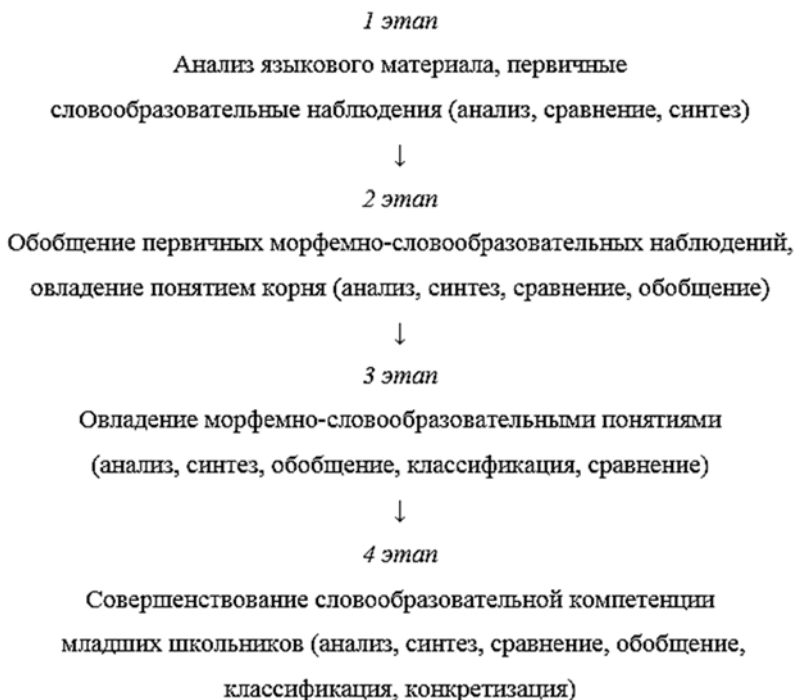 1 этап
Анализ языкового материала, первичные
словообразовательные наблюдения (анализ, сравнение, синтез)
↓
2 этап
Обобщение первичных морфемно-словообразовательных наблюдений,
овладение понятием корня (анализ, синтез, сравнение, обобщение)
↓
3 этап
Овладение морфемно-словообразовательными понятиями
(анализ, синтез, обобщение, классификация, сравнение)
↓
4 этап
Совершенствование словообразовательной компетенции
младших школьников (анализ, синтез, сравнение, обобщение,
классификация, конкретизация)